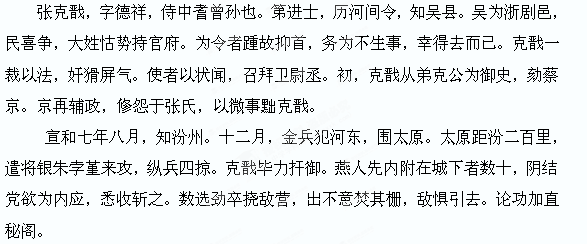 张克戬，字德祥，侍中耆曾孙也。第进士，历河间令，知吴县。吴为浙剧邑，
民喜争，大姓怙势持官府。为令者踵故抑首，务为不生事，幸得去而已。克戬一
裁以法，奸猾屏气。使者以状闻，召拜卫尉丞。初，克戬从弟克公为御史，劾蔡
京。京再辅政，修怨于张氏，以微事黜克戬。
宣和七年八月，知汾州。十二月，金兵犯河东，围太原。太原距汾二百里，
遣将银朱孛堇来攻，纵兵四掠。克戬毕力扞御。燕人先内附在城下者数十，阴结
党欲为内应，悉收斩之。数选劲卒挠敌营，出不意焚其栅，敌惧引去。论功加直
秘阁。